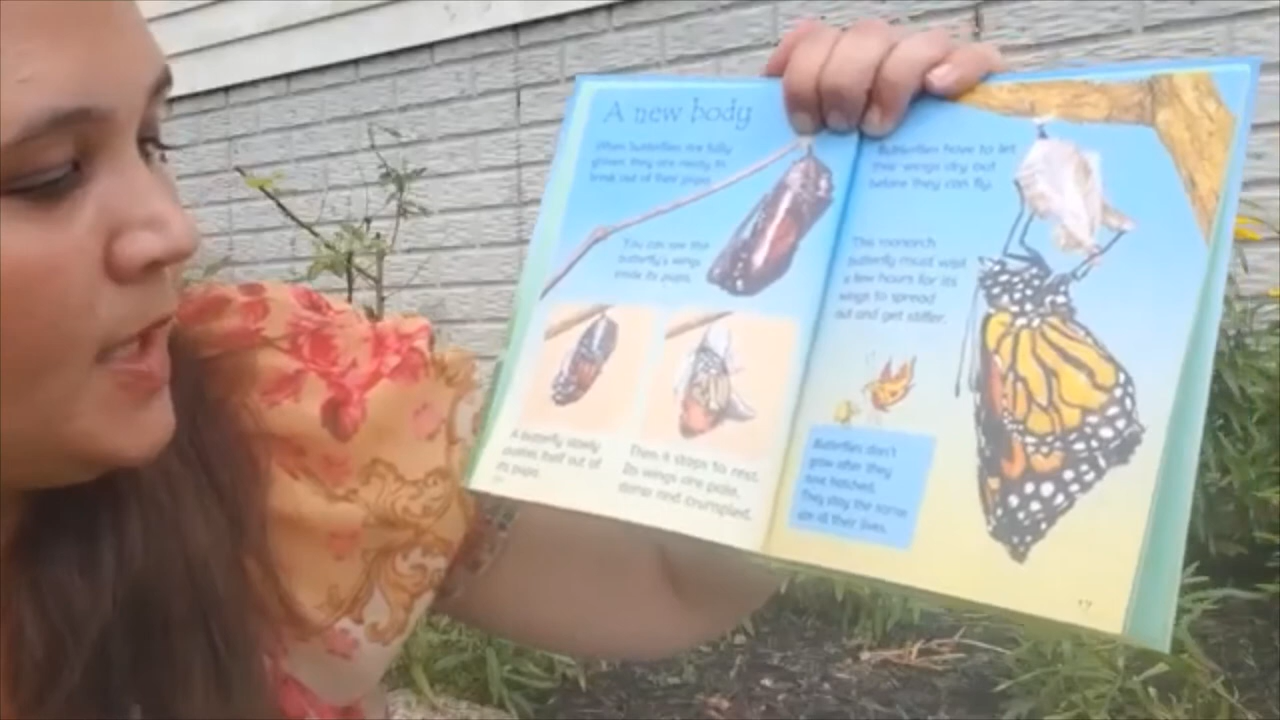 A new body
When butterflies are fully
grown, they are ready to
break out of their pupa.
You can see this
butterfly's wings
inside its pupa.
A butterfly slowly
pushes itself out of
its pupa.
Then it stops to rest.
Its wings are pale,
damp and crumpled.
Butterflies have to let
their wings dry out
before they can fly.
This monarch
butterfly must wait
a few hours for its
wings to spread
out and get stiffer.
Butterflies don't
grow after they
have hatched.
They stay the same
size all their lives.
17